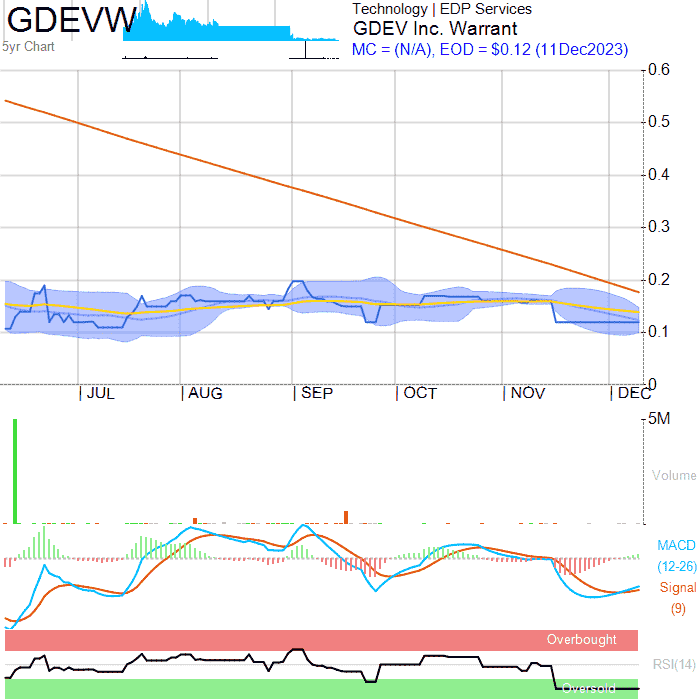 GDEVW
5yr Chart
Technology | EDP Services
GDEV Inc. Warrant
MC = (N/A), EOD = $0.12 (11Dec2023)
0.6
0.5
0.4
0.3
0.2
0.1
0
JUL AUG SEP OCT NOV DEC
5M
Volume
MACD
(12-26)
Signal
(9)
Overbought
RSI(14)
Oversold